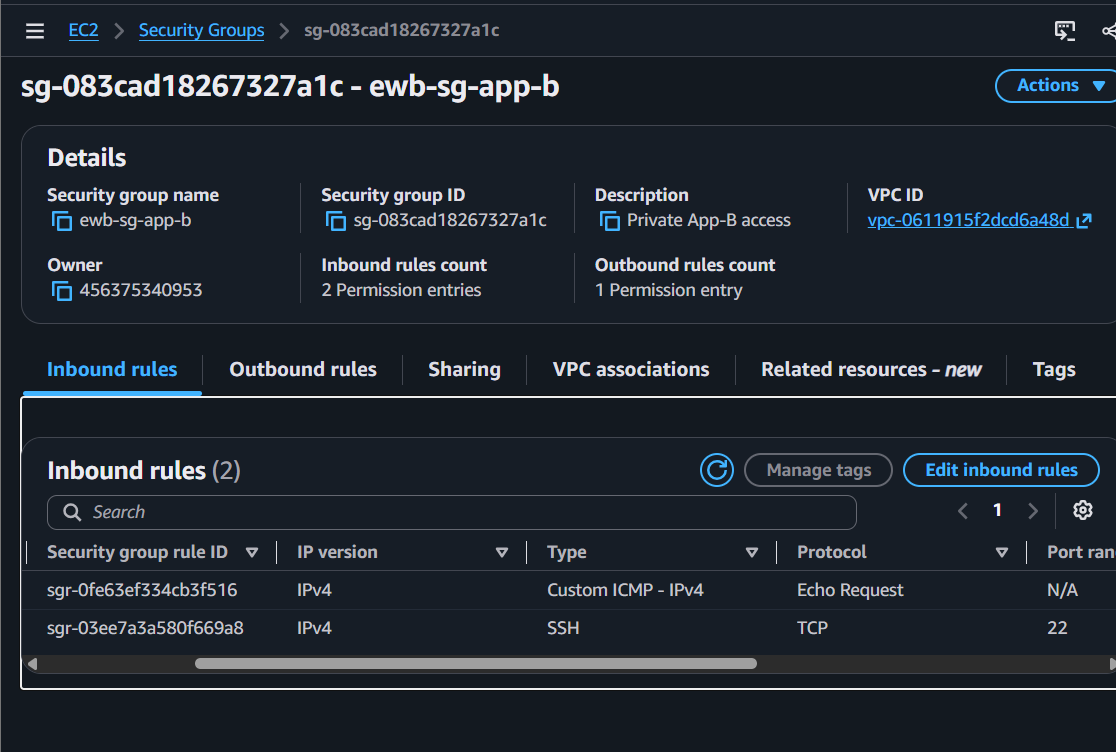 EC2 > Security Groups > sg-083cad18267327a1c
sg-083cad18267327a1c - ewb-sg-app-b
Actions
Details
Security group name
ewb-sg-app-b
Security group ID
sg-083cad18267327a1c
Description
Private App-B access
VPC ID
vpc-0611915f2dcd6a48d
Owner
456375340953
Inbound rules count
2 Permission entries
Outbound rules count
1 Permission entry
Inbound rules Outbound rules Sharing VPC associations Related resources - new Tags
Inbound rules (2)
Manage tags
Edit inbound rules
Search
1
Security group rule ID IP version Type Protocol Port ran
sgr-0fe63ef334cb3f516 IPv4 Custom ICMP - IPv4 Echo Request N/A
sgr-03ee7a3a580f669a8 IPv4 SSH TCP 22